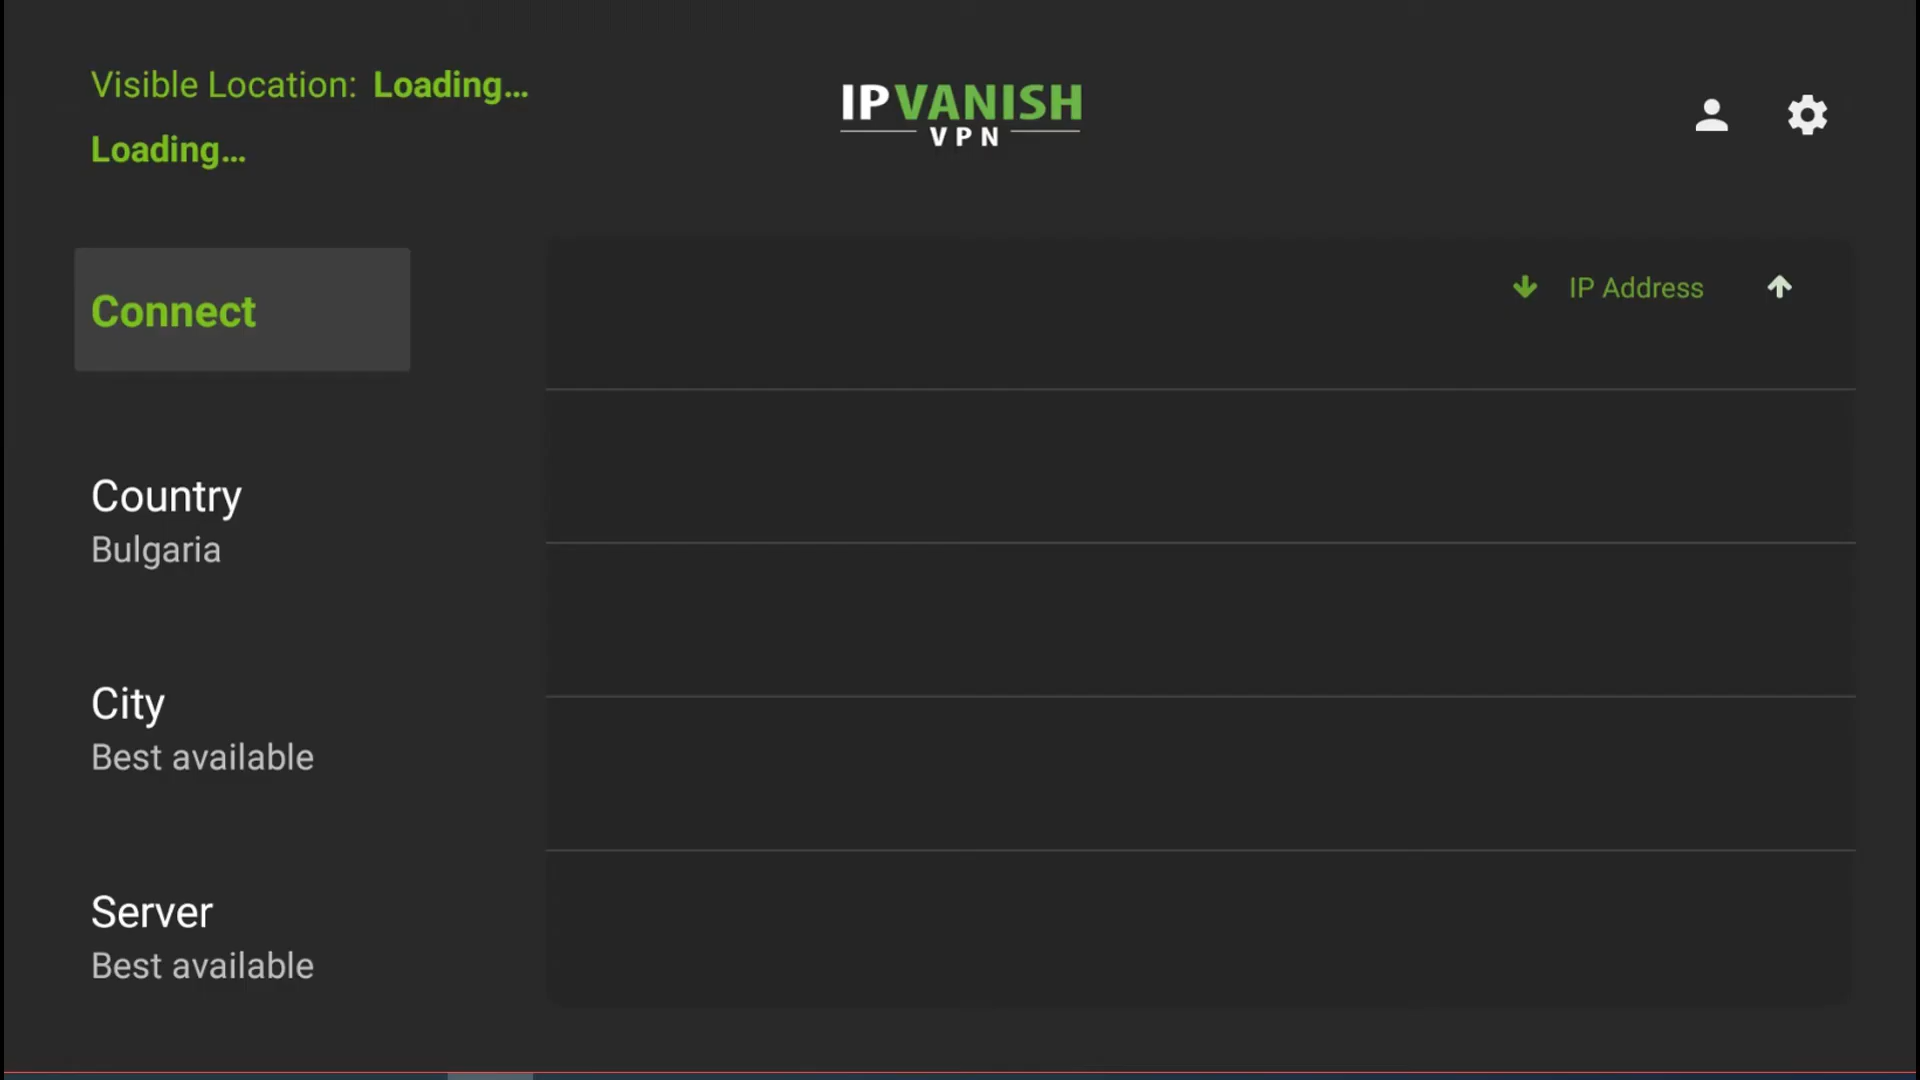 Visible Location: Loading...
Loading...
IPVANISH
VPN
Connect
IP Address
Country
Bulgaria
City
Best available
Server
Best available